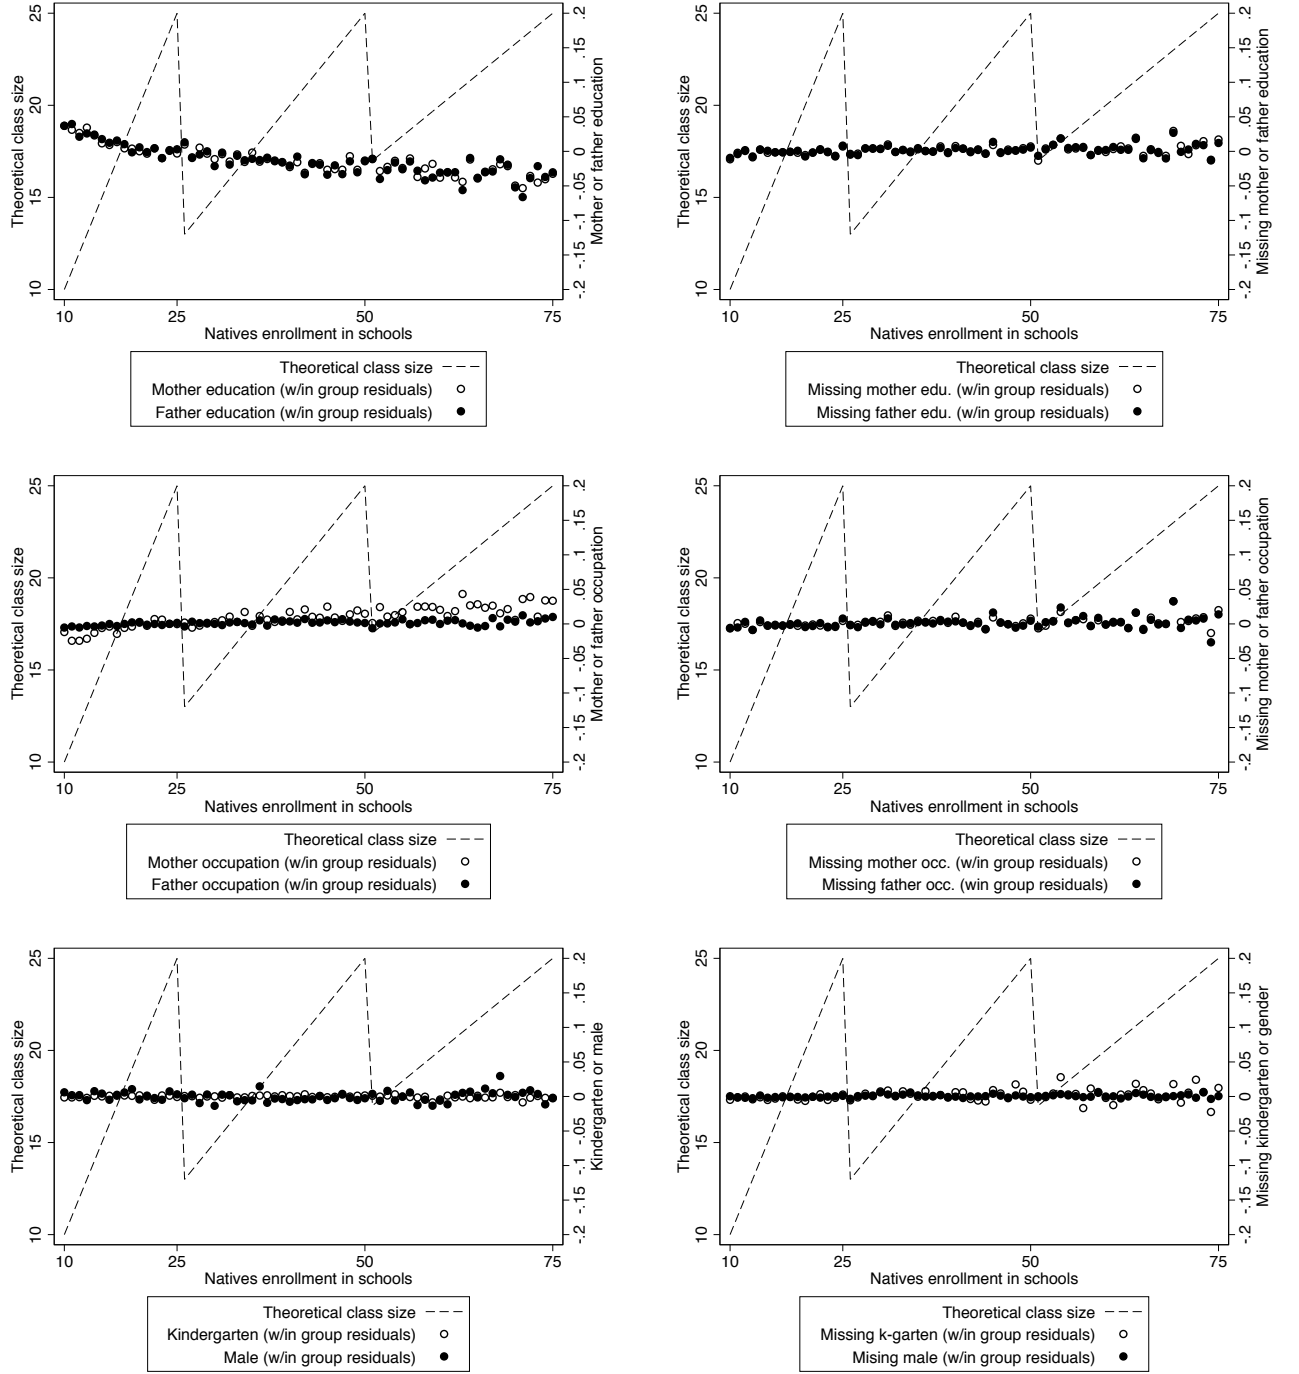 25
20
15
10
Theoretical class size
.2
.15
.1
.05
0
-.05
-.1
-.15
-.2
Mother or father education
10 25 50 75
Natives enrollment in schools
Theoretical class size
Mother education (w/in group residuals)
Father education (w/in group residuals)
25
20
15
10
Theoretical class size
.2
.15
.1
.05
0
-.05
-.1
-.15
-.2
Missing mother or father education
10 25 50 75
Natives enrollment in schools
Theoretical class size
Missing mother edu. (w/in group residuals)
Missing father edu. (w/in group residuals)
25
20
15
10
Theoretical class size
.2
.15
.1
.05
0
-.05
-.1
-.15
-.2
Mother or father occupation
10 25 50 75
Natives enrollment in schools
Theoretical class size
Mother occupation (w/in group residuals)
Father occupation (w/in group residuals)
25
20
15
10
Theoretical class size
.2
.15
.1
.05
0
-.05
-.1
-.15
-.2
Missing mother or father occupation
10 25 50 75
Natives enrollment in schools
Theoretical class size
Missing mother occ. (w/in group residuals)
Missing father occ. (win group residuals)
25
20
15
10
Theoretical class size
.2
.15
.1
.05
0
-.05
-.1
-.15
-.2
Kindergarten or male
10 25 50 75
Natives enrollment in schools
Theoretical class size
Kindergarten (w/in group residuals)
Male (w/in group residuals)
25
20
15
10
Theoretical class size
.2
.15
.1
.05
0
-.05
-.1
-.15
-.2
Missing kindergarten or gender
10 25 50 75
Natives enrollment in schools
Theoretical class size
Missing k-garten (w/in group residuals)
Mising male (w/in group residuals)